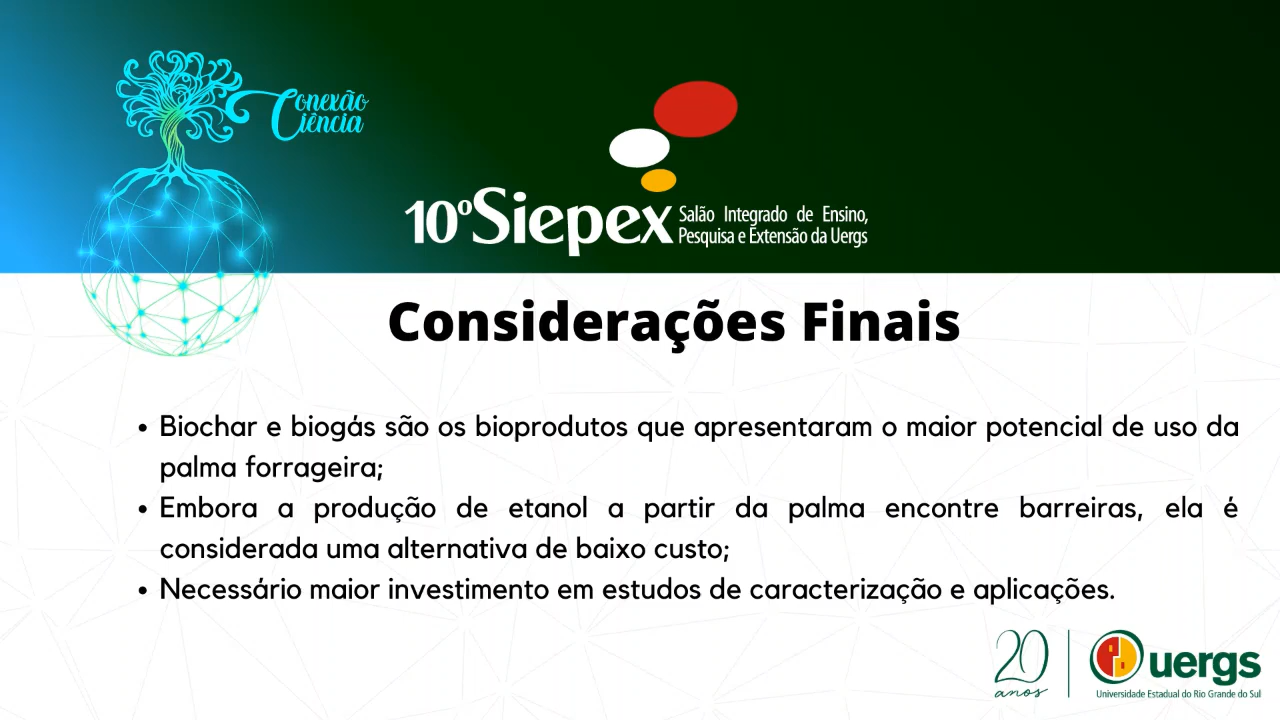 Conexão
Ciência
10ºSiepex
Salão Integrado de Ensino,
Pesquisa e Extensão da Uergs
Considerações Finais
• Biochar e biogás são os bioprodutos que apresentaram o maior potencial de uso da
palma forrageira;
• Embora a produção de etanol a partir da palma encontre barreiras, ela é
considerada uma alternativa de baixo custo;
• Necessário maior investimento em estudos de caracterização e aplicações.
20
anos
uergs
Universidade Estadual do Rio Grande do Sul